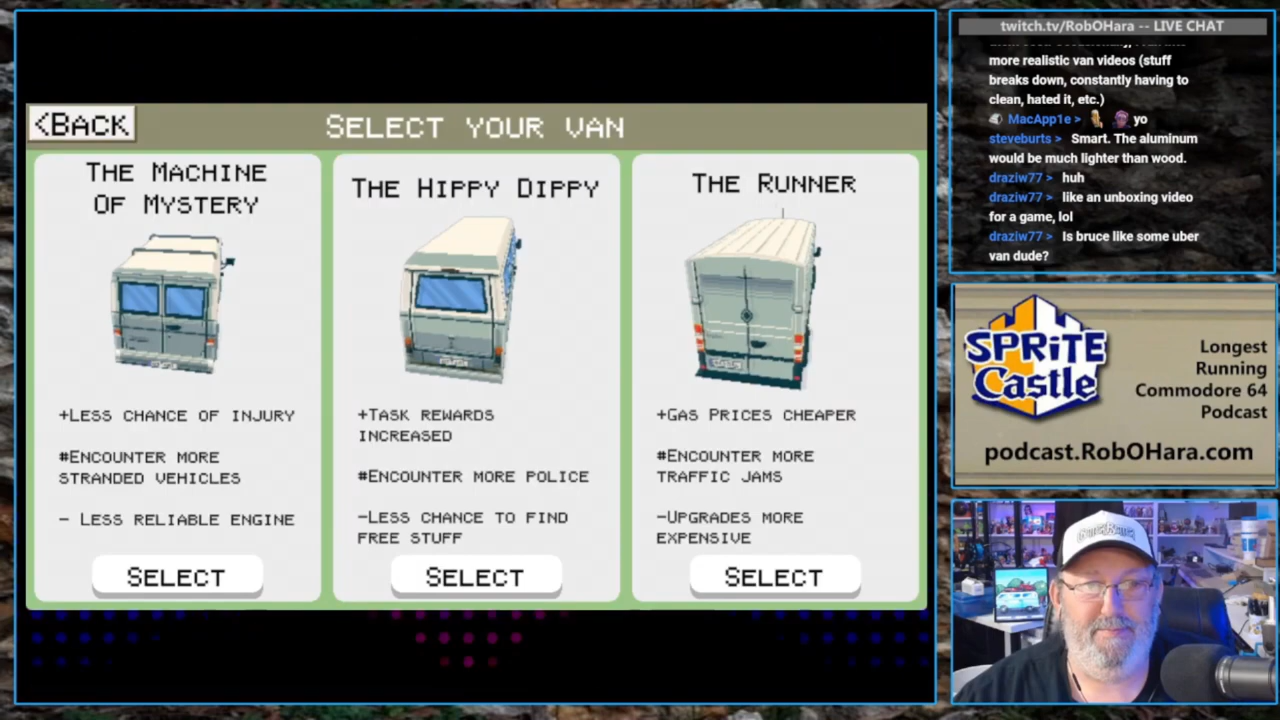 <BACK
SELECT YOUR VAN
THE MACHINE
OF MYSTERY
+LESS CHANCE OF INJURY
#ENCOUNTER MORE
STRANDED VEHICLES
- LESS RELIABLE ENGINE
SELECT
THE HIPPY DIPPY
+TASK REWARDS
INCREASED
#ENCOUNTER MORE POLICE
-LESS CHANCE TO FIND
FREE STUFF
SELECT
THE RUNNER
+GAS PRICES CHEAPER
#ENCOUNTER MORE
TRAFFIC JAMS
-UPGRADES MORE
EXPENSIVE
SELECT
twitch.tv/RobOHara -- LIVE CHAT
more realistic van videos (stuff
breaks down, constantly having to
clean, hated it, etc.)
MacApp1e > yo
steveburts > Smart. The aluminum
would be much lighter than wood.
draziw77 > huh
draziw77 > like an unboxing video
for a game, lol
draziw77 > Is bruce like some uber
van dude?
SPRiTE
Castle
Longest
Running
Commodore 64
Podcast
podcast.RobOHara.com